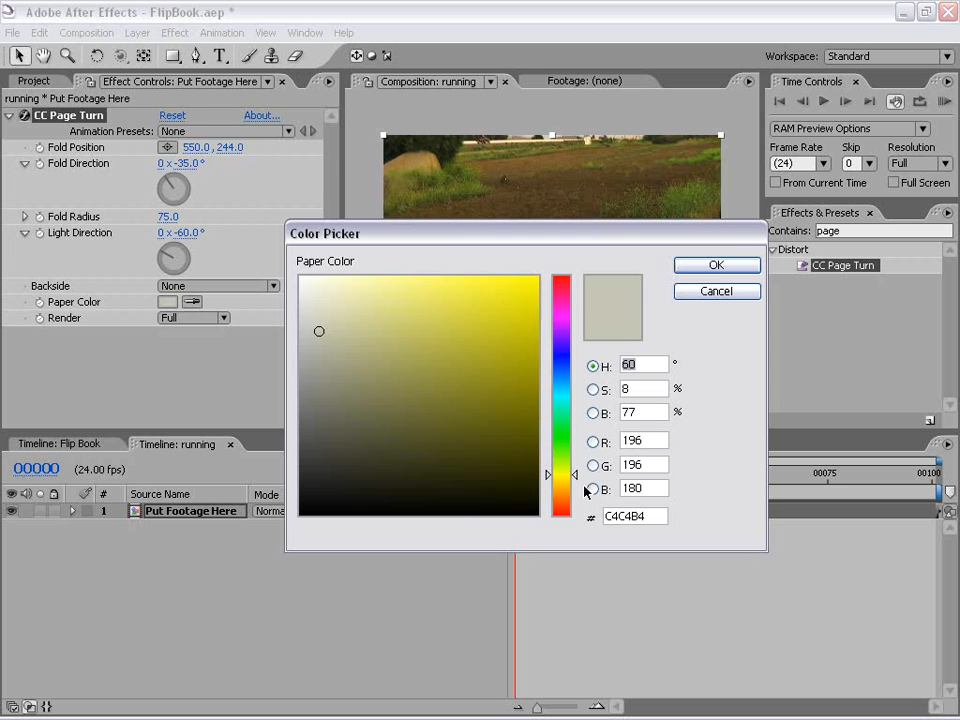 Adobe After Effects - FlipBook.aep *
File Edit Composition Layer Effect Animation View Window Help
Workspace: Standard
Project Effect Controls: Put Footage Here
Composition: running Footage: (none)
Time Controls
running * Put Footage Here
CC Page Turn Reset About...
Animation Presets: None
RAM Preview Options
Fold Position 550.0, 244.0
Frame Rate Skip Resolution
Fold Direction 0 x -35.0°
(24) 0 Full
From Current Time Full Screen
Fold Radius 75.0
Effects & Presets
Light Direction 0 x -60.0°
Contains: page
Distort
CC Page Turn
Backside None
Paper Color
Render Full
Color Picker
Paper Color
OK
Cancel
H: 60 °
S: 8 %
B: 77 %
R: 196
G: 196
B: 180
# C4C4B4
Timeline: Flip Book Timeline: running
00000 (24.00 fps)
00075 00100
# Source Name Mode
1 Put Footage Here Norma